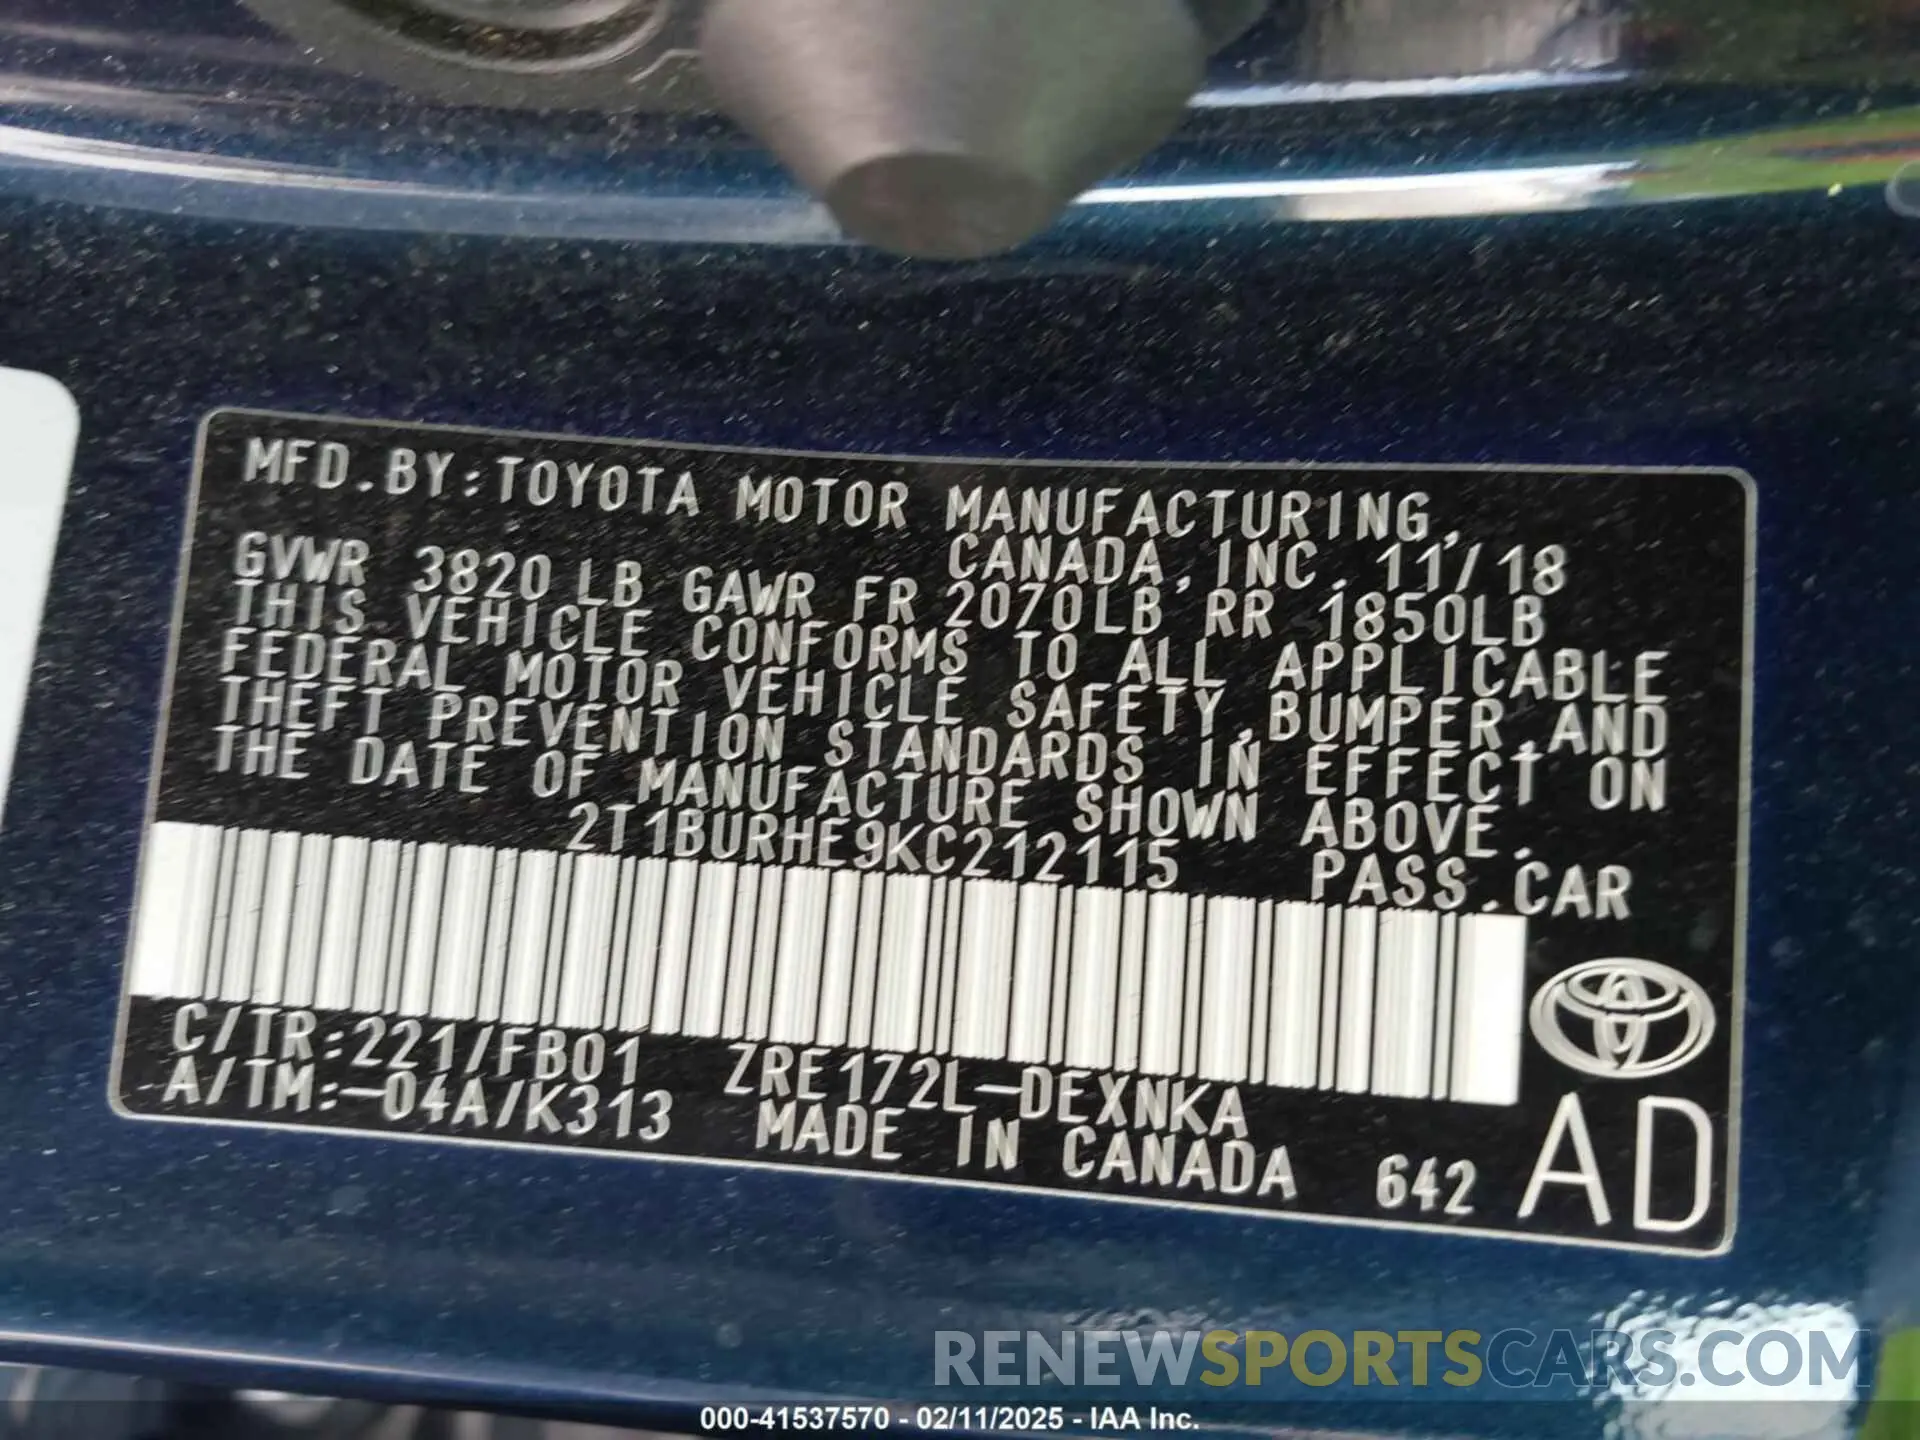 MFD.BY:TOYOTA MOTOR MANUFACTURING,
CANADA,INC. 11/18
GVWR 3820LB GAWR FR 2070LB RR 1850LB
THIS VEHICLE CONFORMS TO ALL APPLICABLE
FEDERAL MOTOR VEHICLE SAFETY,BUMPER,AND
THEFT PREVENTION STANDARDS IN EFFECT ON
THE DATE OF MANUFACTURE SHOWN ABOVE.
2T1BURHE9KC212115 PASS.CAR
C/TR:221/FB01 ZRE172L-DEXNKA
A/TM:-04A/K313 MADE IN CANADA 642 AD
RENEWSPORTSCARS.COM
000-41537570 - 02/11/2025 - IAA Inc.